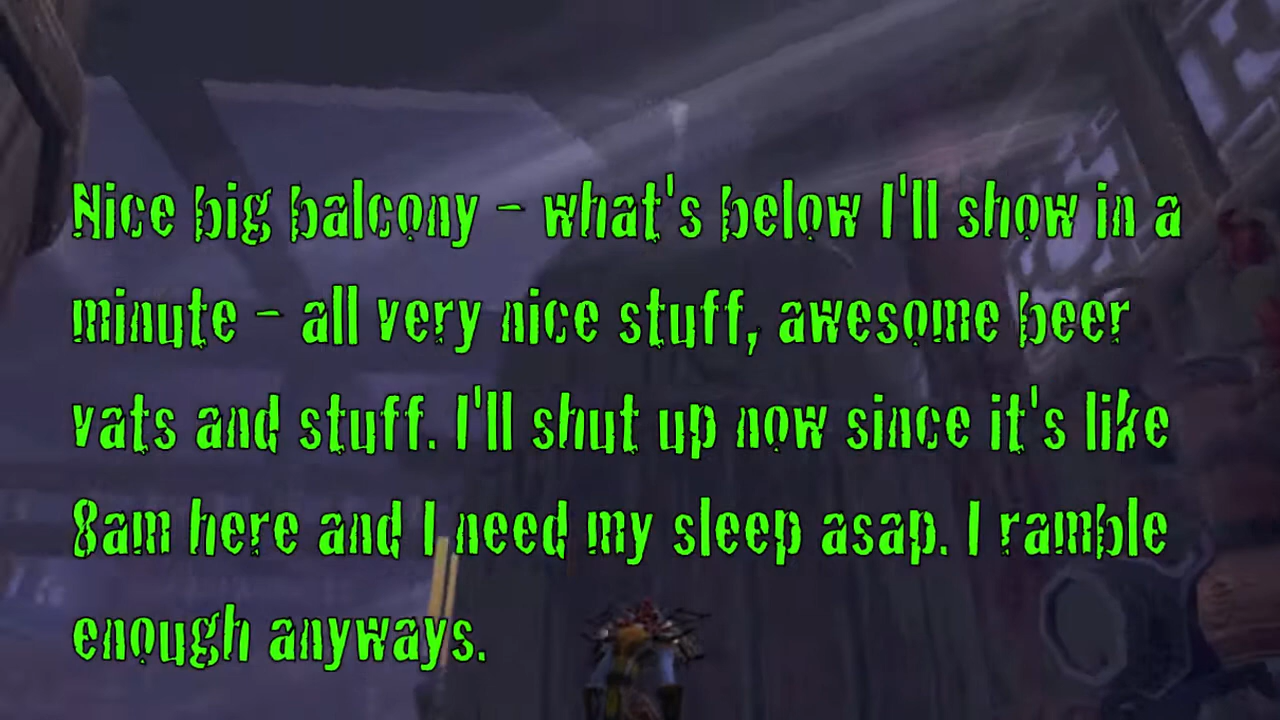 Nice big balcony - what's below I'll show in a
minute - all very nice stuff, awesome beer
vats and stuff. I'll shut up now since it's like
8am here and I need my sleep asap. I ramble
enough anyways.